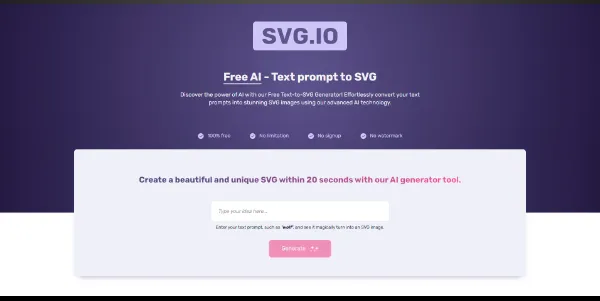 SVG.IO
Free AI - Text prompt to SVG
Discover the power of AI with our Free Text-to-SVG Generator! Effortlessly convert your text
prompts into stunning SVG images using our advanced AI technology.
100% free No limitation No signup No watermark
Create a beautiful and unique SVG within 20 seconds with our AI generator tool.
Type your idea here...
Enter your text prompt, such as "wolf", and see it magically turn into an SVG image.
Generate